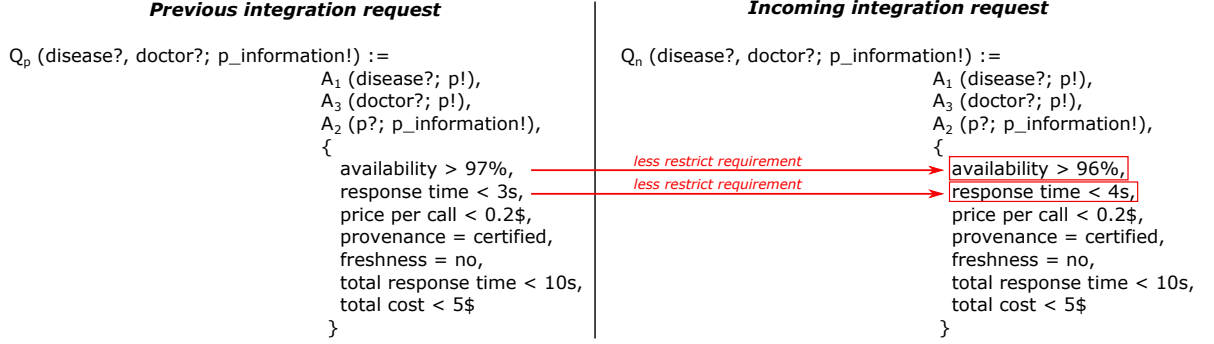 Previous integration request
Qp (disease?, doctor?; p_information!) :=
A1 (disease?; p!),
A3 (doctor?; p!),
A2 (p?; p_information!),
{
availability > 97%,
response time < 3s,
price per call < 0.2$,
provenance = certified,
freshness = no,
total response time < 10s,
total cost < 5$
}
less restrict requirement
less restrict requirement
Incoming integration request
Qn (disease?, doctor?; p_information!) :=
A1 (disease?; p!),
A3 (doctor?; p!),
A2 (p?; p_information!),
{
availability > 96%,
response time < 4s,
price per call < 0.2$,
provenance = certified,
freshness = no,
total response time < 10s,
total cost < 5$
}